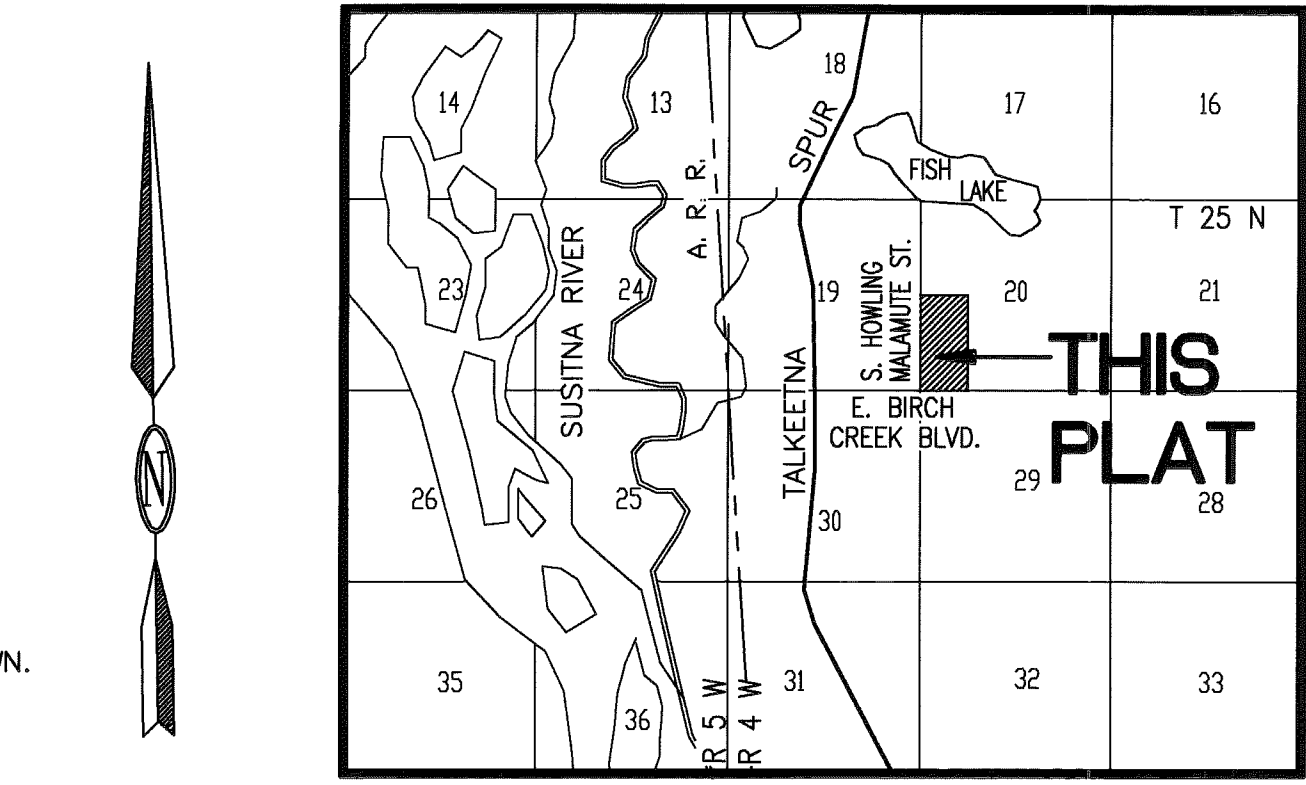 14
13
18
17
16
SPUR
FISH
LAKE
A. R. R.
T 25 N
23
24
19
20
21
SUSITNA RIVER
S. HOWLING
MALAMUTE ST.
THIS
PLAT
TALKEETNA
E. BIRCH
CREEK BLVD.
26
25
30
29
28
N
35
36
31
32
33
R 5 W
R 4 W